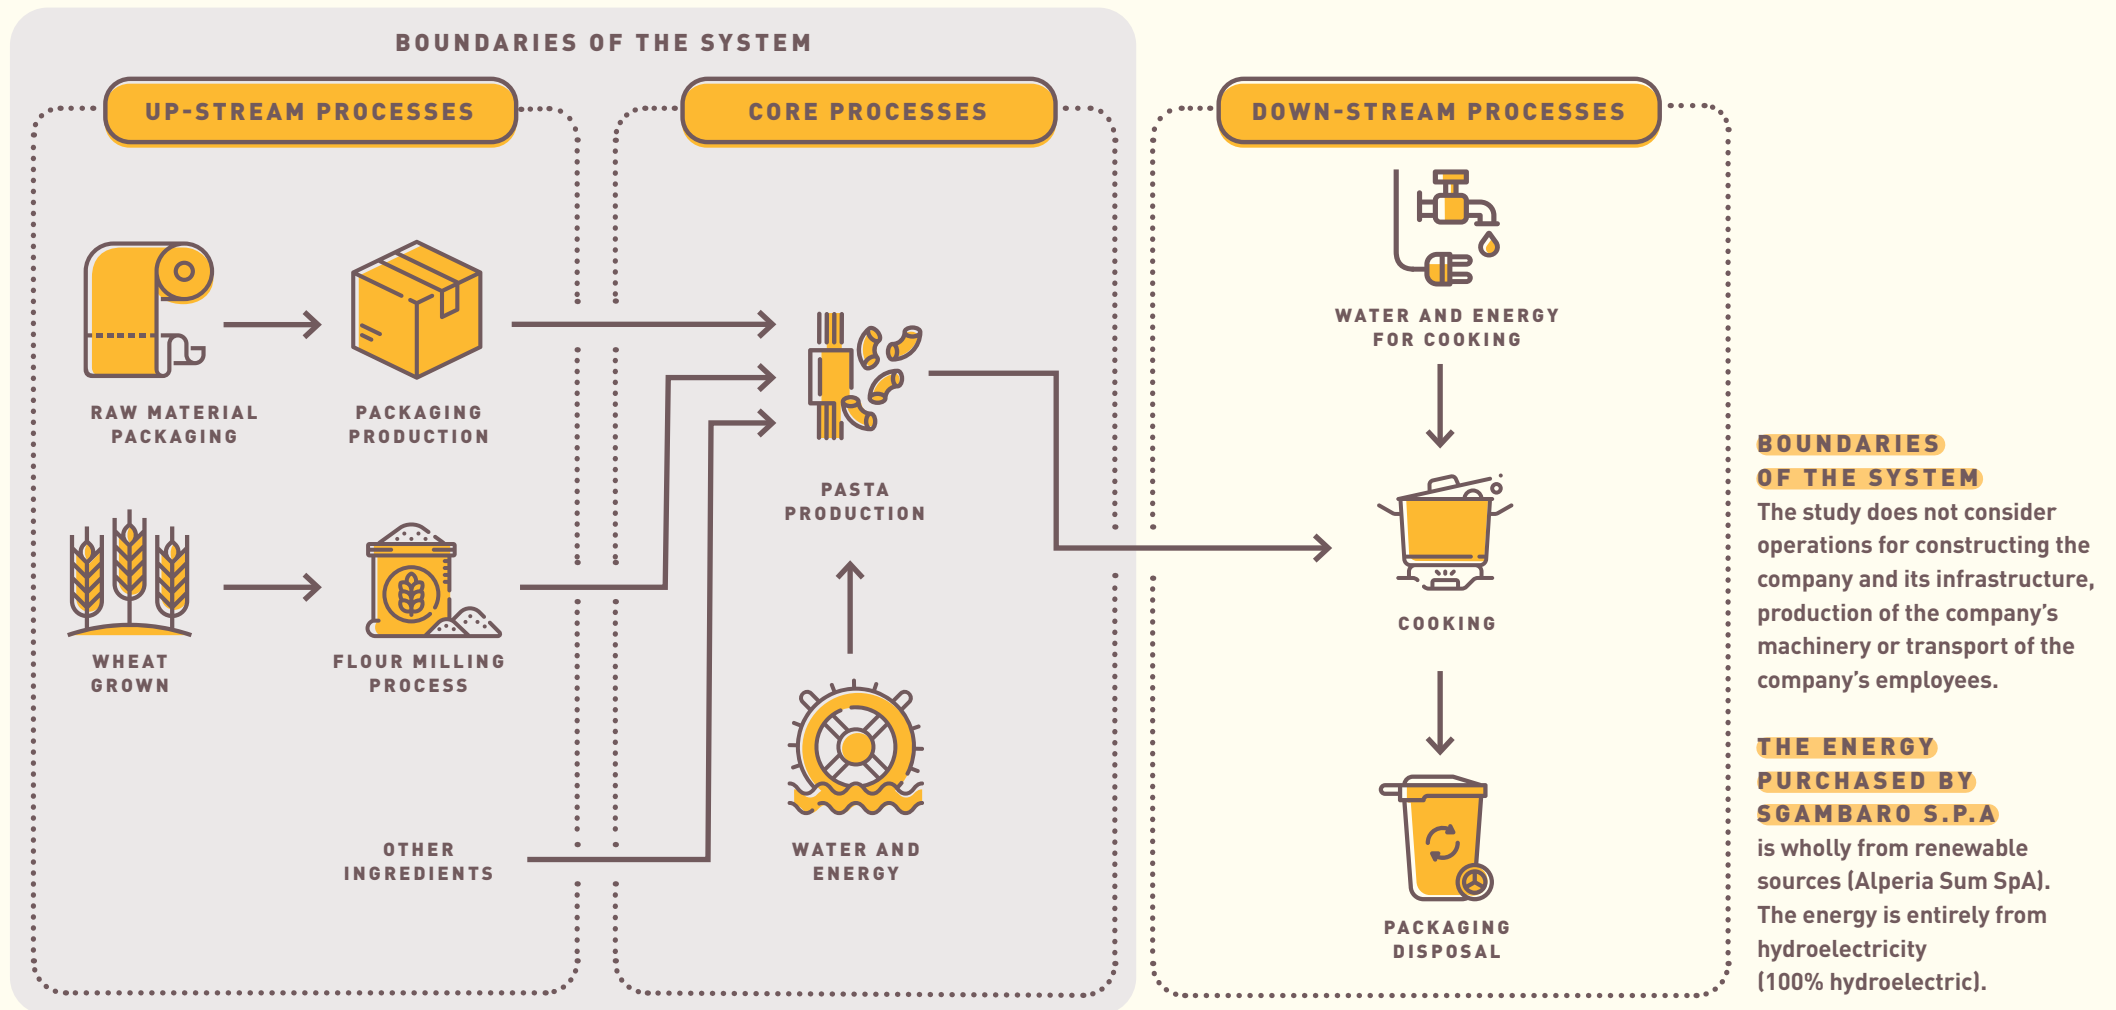 BOUNDARIES OF THE SYSTEM
UP-STREAM PROCESSES
RAW MATERIAL
PACKAGING
PACKAGING
PRODUCTION
WHEAT
GROWN
FLOUR MILLING
PROCESS
OTHER
INGREDIENTS
CORE PROCESSES
PASTA
PRODUCTION
WATER AND
ENERGY
DOWN-STREAM PROCESSES
WATER AND ENERGY
FOR COOKING
COOKING
PACKAGING
DISPOSAL
BOUNDARIES
OF THE SYSTEM
The study does not consider
operations for constructing the
company and its infrastructure,
production of the company’s
machinery or transport of the
company’s employees.
THE ENERGY
PURCHASED BY
SGAMBARO S.P.A
is wholly from renewable
sources (Alperia Sum SpA).
The energy is entirely from
hydroelectricity
(100% hydroelectric).